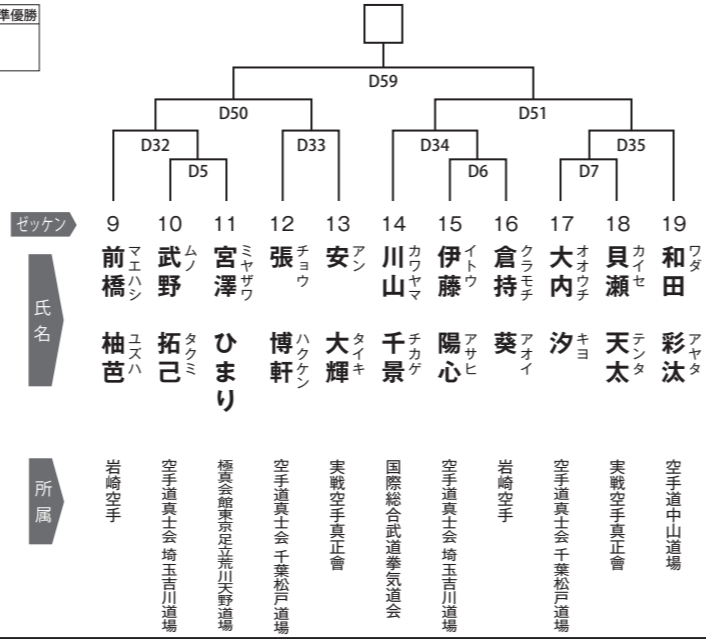 準優勝
D59
D50
D51
D32
D33
D34
D35
D5
D6
D7
ゼッケン
9
10
11
12
13
14
15
16
17
18
19
氏名
前橋 柚芭
マエハシ ユズハ
武野 拓己
ムノ タクミ
宮澤 ひまり
ミヤザワ
張 博軒
チョウ ハクケン
安 大輝
アン タイキ
川山 千景
カワヤマ チカゲ
伊藤 陽心
イトウ アサヒ
倉持 葵
クラモチ アオイ
大内 汐
オオウチ キヨ
貝瀬 天太
カイセ テンタ
和田 彩汰
ワダ アヤタ
所属
岩崎空手
空手道真士会 埼玉吉川道場
極真会館東京足立荒川天野道場
空手道真士会 千葉松戸道場
実戦空手真正會
国際総合武道拳気道会
空手道真士会 埼玉吉川道場
岩崎空手
空手道真士会 千葉松戸道場
実戦空手真正會
空手道中山道場